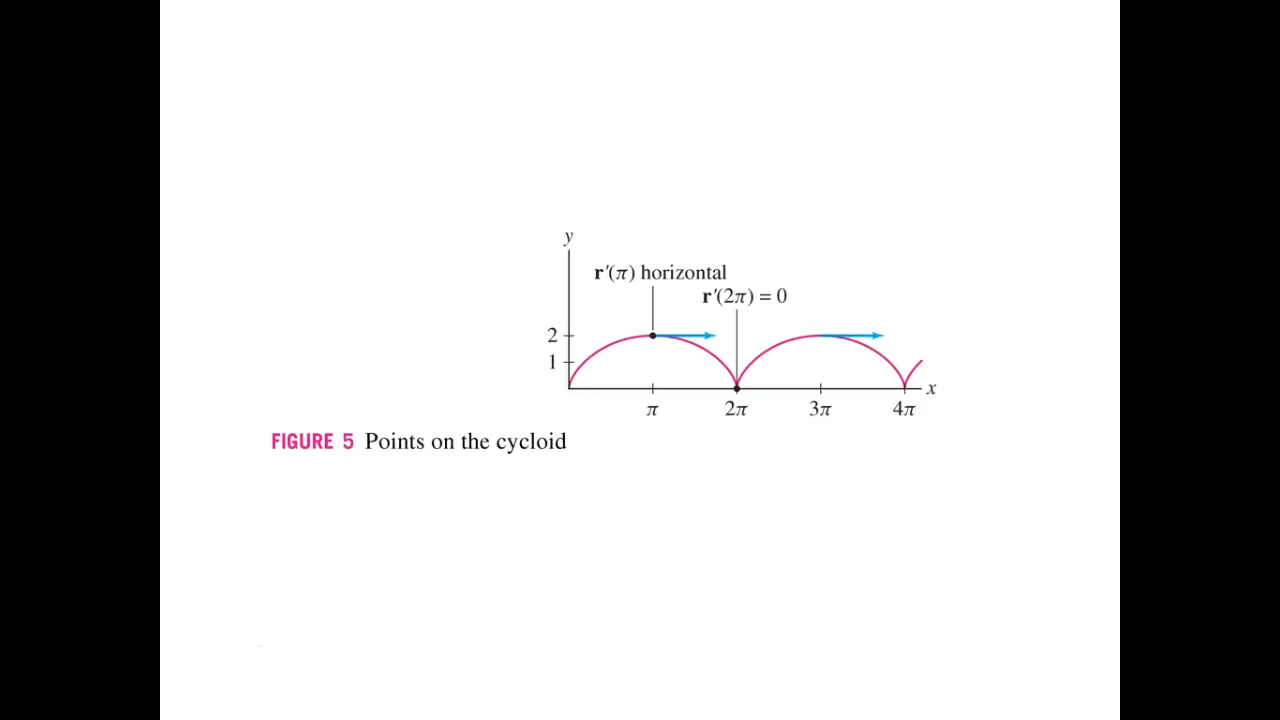 y
r′(π) horizontal
r′(2π) = 0
2
1
x
π 2π 3π 4π
FIGURE 5 Points on the cycloid